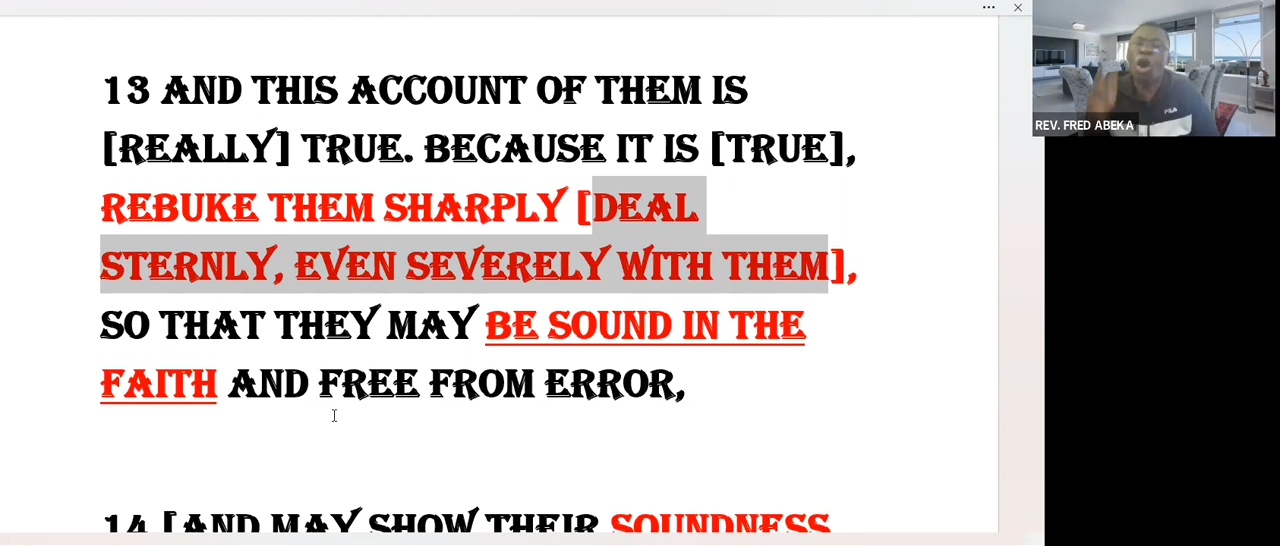 13 AND THIS ACCOUNT OF THEM IS
[REALLY] TRUE. BECAUSE IT IS [TRUE],
REBUKE THEM SHARPLY [DEAL
STERNLY, EVEN SEVERELY WITH THEM],
SO THAT THEY MAY BE SOUND IN THE
FAITH AND FREE FROM ERROR,
14 [AND MAY SHOW THEIR SOUNDNESS
REV. FRED ABEKA
FILA